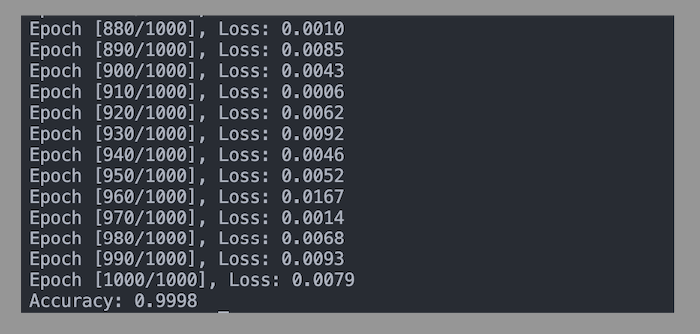 Epoch [880/1000], Loss: 0.0010
Epoch [890/1000], Loss: 0.0085
Epoch [900/1000], Loss: 0.0043
Epoch [910/1000], Loss: 0.0006
Epoch [920/1000], Loss: 0.0062
Epoch [930/1000], Loss: 0.0092
Epoch [940/1000], Loss: 0.0046
Epoch [950/1000], Loss: 0.0052
Epoch [960/1000], Loss: 0.0167
Epoch [970/1000], Loss: 0.0014
Epoch [980/1000], Loss: 0.0068
Epoch [990/1000], Loss: 0.0093
Epoch [1000/1000], Loss: 0.0079
Accuracy: 0.9998